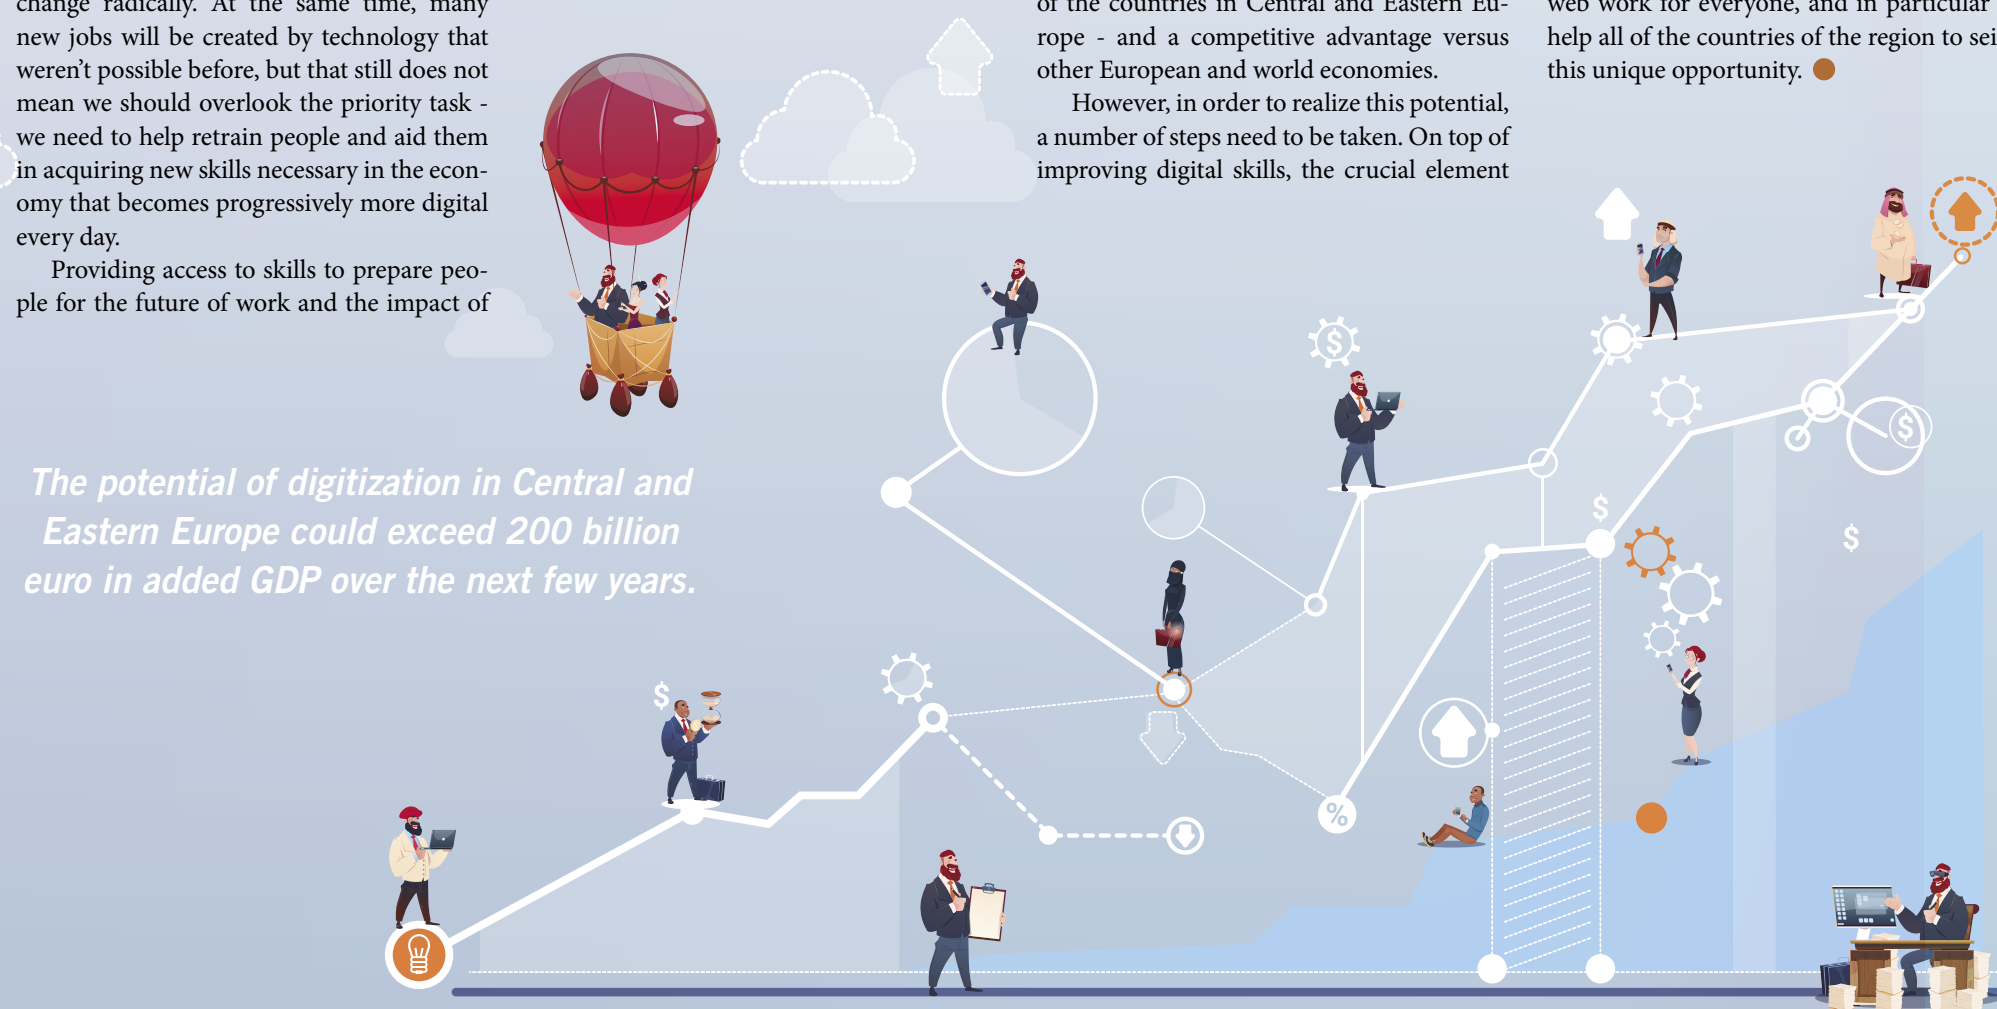 change radically. At the same time, many
new jobs will be created by technology that
weren't possible before, but that still does not
mean we should overlook the priority task -
we need to help retrain people and aid them
in acquiring new skills necessary in the econ-
omy that becomes progressively more digital
every day.
Providing access to skills to prepare peo-
ple for the future of work and the impact of
The potential of digitization in Central and
Eastern Europe could exceed 200 billion
euro in added GDP over the next few years.
of the countries in Central and Eastern Eu-
rope - and a competitive advantage versus
other European and world economies.
However, in order to realize this potential,
a number of steps need to be taken. On top of
improving digital skills, the crucial element
web work for everyone, and in particular
help all of the countries of the region to sei
this unique opportunity.
$
$
$
$
$
%